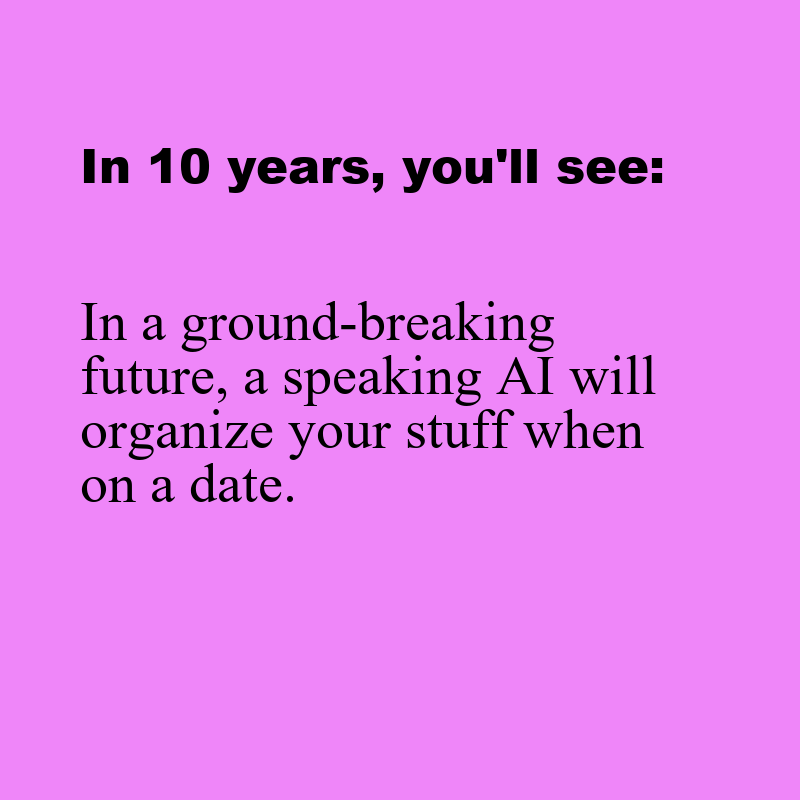 In 10 years, you'll see:
In a ground-breaking
future, a speaking AI will
organize your stuff when
on a date.